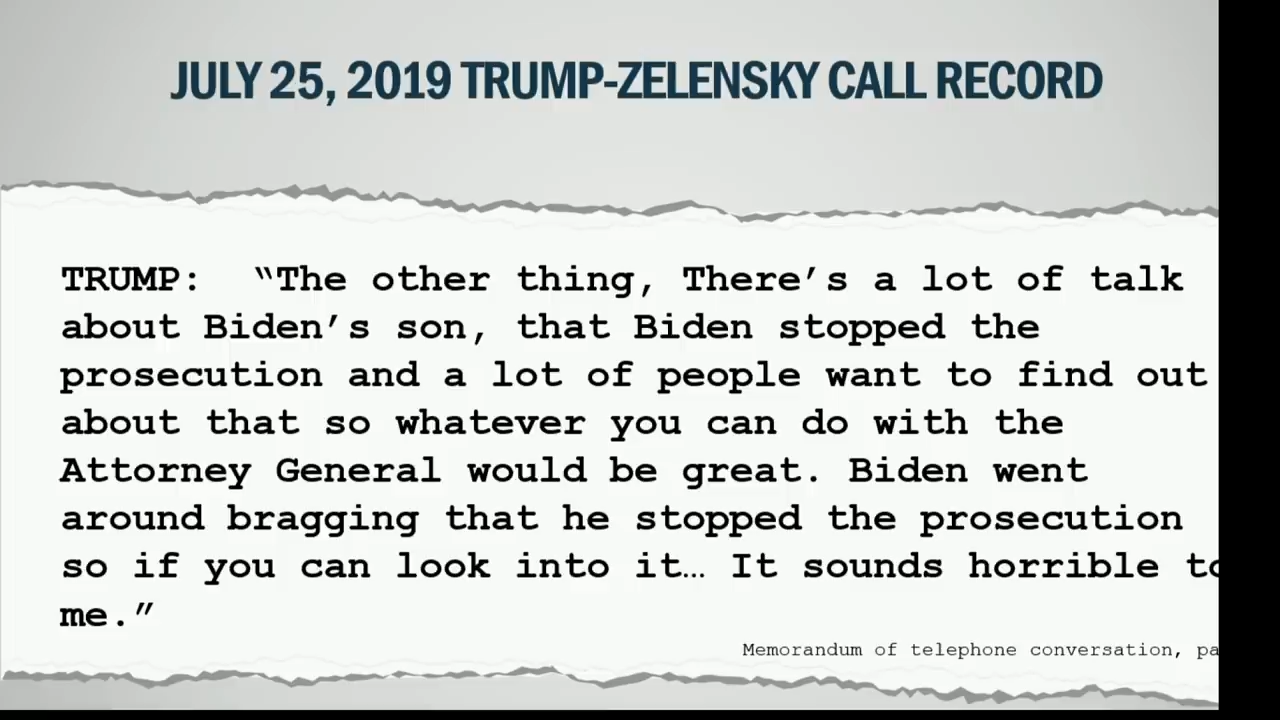 JULY 25, 2019 TRUMP-ZELENSKY CALL RECORD
TRUMP: “The other thing, There’s a lot of talk
about Biden’s son, that Biden stopped the
prosecution and a lot of people want to find out
about that so whatever you can do with the
Attorney General would be great. Biden went
around bragging that he stopped the prosecution
so if you can look into it… It sounds horrible to
me.”
Memorandum of telephone conversation,